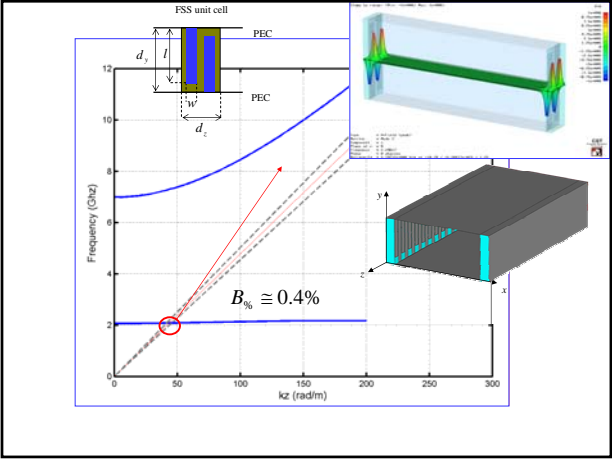 FSS unit cell
PEC
d_y
l
w
PEC
d_z
12
10
8
6
4
2
0
Frequency (Ghz)
0
50
100
150
200
250
300
kz (rad/m)
B_% ≅ 0.4%
y
z
x